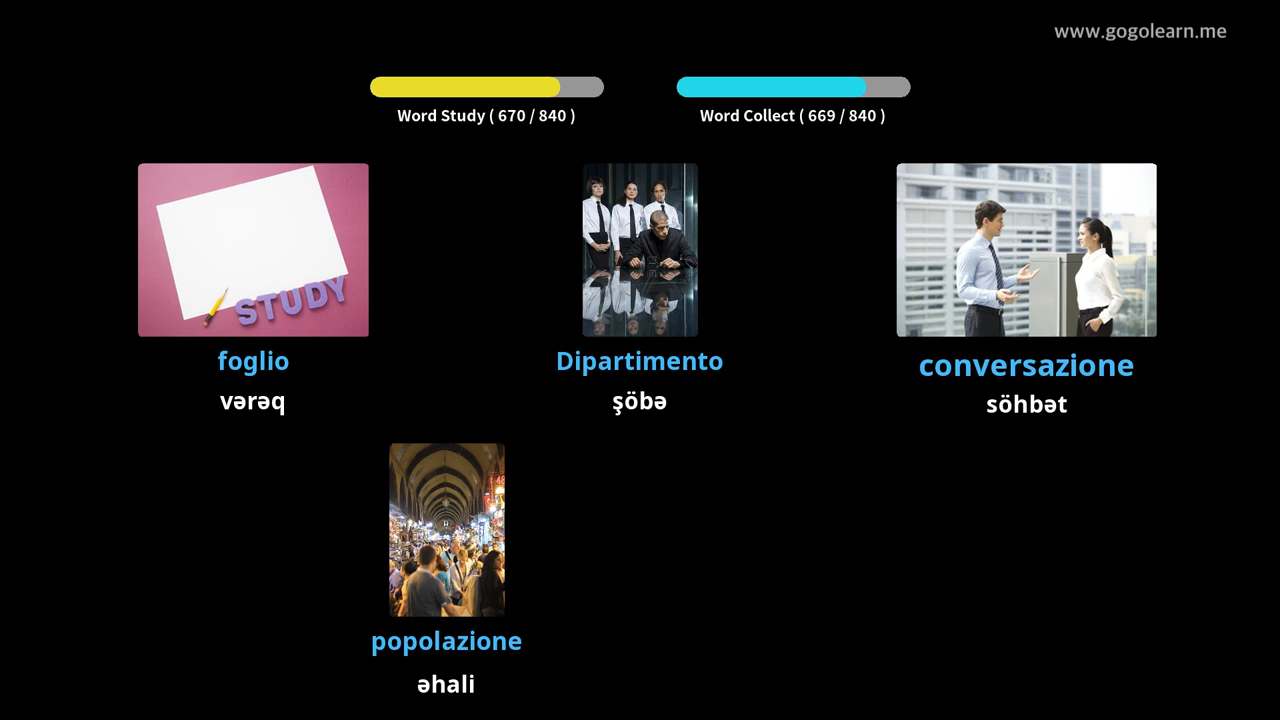 www.gogolearn.me
Word Study ( 670 / 840 )
Word Collect ( 669 / 840 )
STUDY
foglio
vərəq
Dipartimento
şöbə
conversazione
söhbət
popolazione
əhali